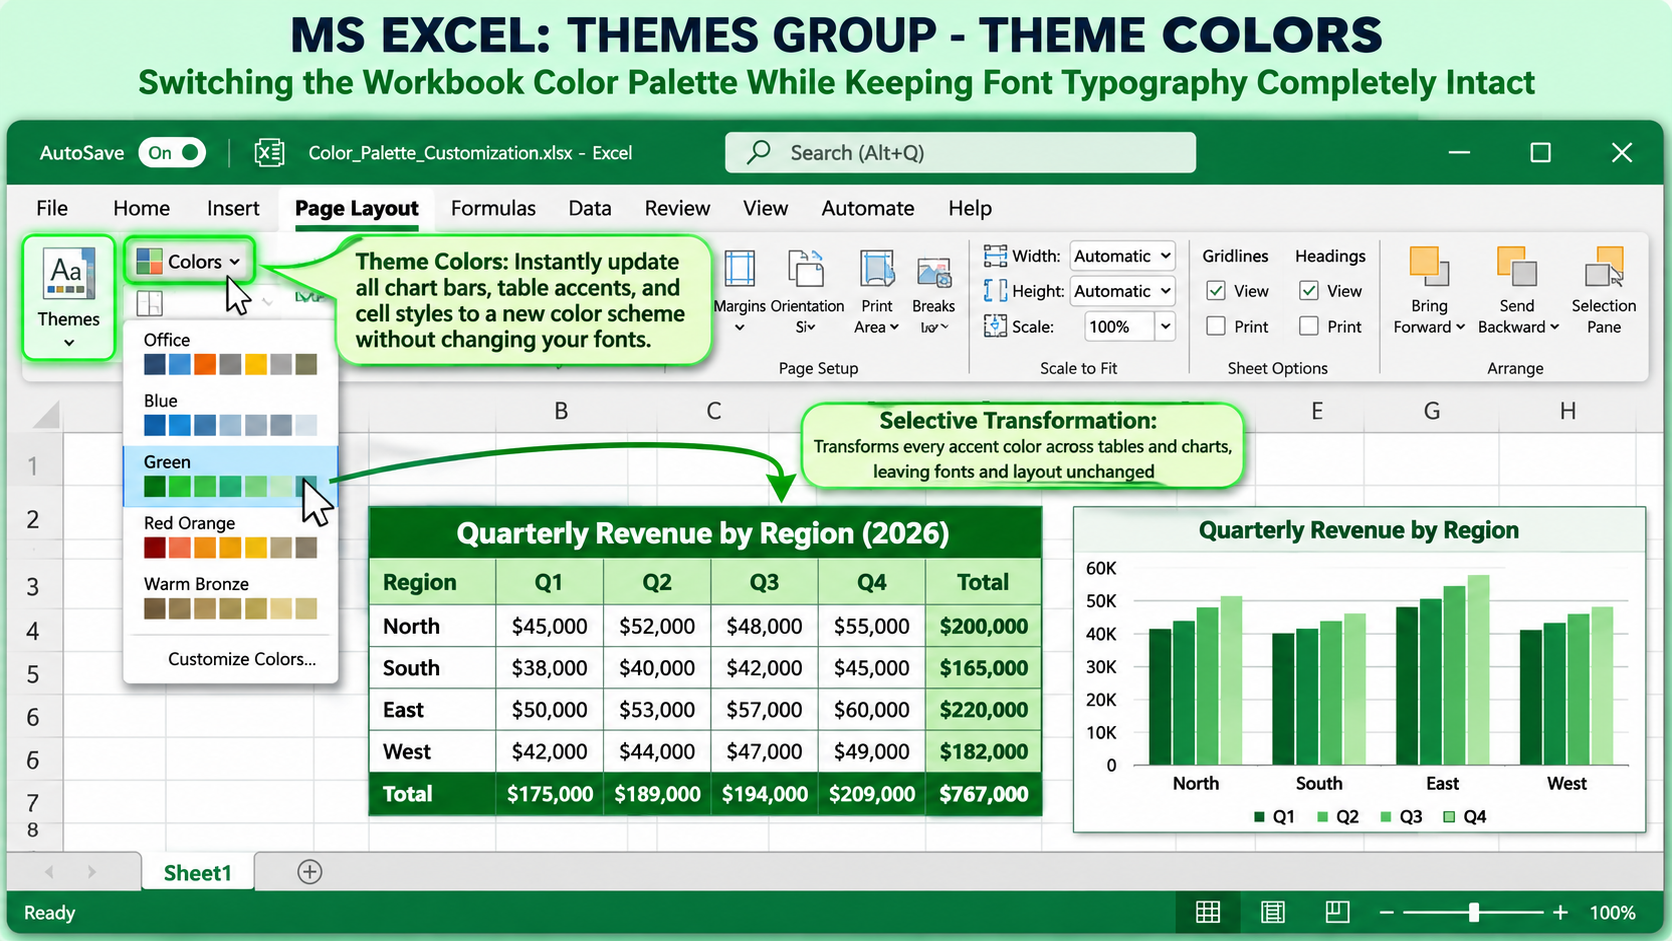 MS EXCEL: THEMES GROUP - THEME COLORS
Switching the Workbook Color Palette While Keeping Font Typography Completely Intact
AutoSave On Color_Palette_Customization.xlsx - Excel Search (Alt+Q)
File Home Insert Page Layout Formulas Data Review View Automate Help
Aa
Themes
Colors
Theme Colors: Instantly update
all chart bars, table accents, and
cell styles to a new color scheme
without changing your fonts.
Margins Orientation Print Breaks
Area
Page Setup
Width: Automatic
Height: Automatic
Scale: 100%
Scale to Fit
Gridlines Headings
View View
Print Print
Sheet Options
Bring Send Selection
Forward Backward Pane
Arrange
Office
Blue
Green
Red Orange
Warm Bronze
Customize Colors...
B C E G H
Selective Transformation:
Transforms every accent color across tables and charts,
leaving fonts and layout unchanged
1
2
3
4
5
6
6
7
8
Quarterly Revenue by Region (2026)
Region Q1 Q2 Q3 Q4 Total
North $45,000 $52,000 $48,000 $55,000 $200,000
South $38,000 $40,000 $42,000 $45,000 $165,000
East $50,000 $53,000 $57,000 $60,000 $220,000
West $42,000 $44,000 $47,000 $49,000 $182,000
Total $175,000 $189,000 $194,000 $209,000 $767,000
Quarterly Revenue by Region
60K
50K
40K
30K
20K
10K
0
North South East West
Q1 Q2 Q3 Q4
Sheet1
Ready
100%